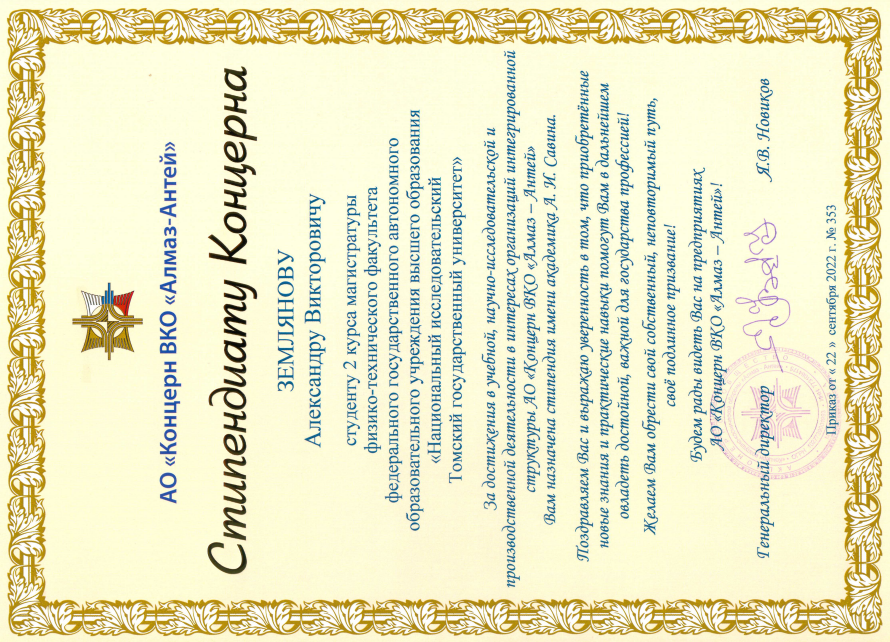 АО «Концерн ВКО «Алмаз-Антей»
Стипендиату Концерна
ЗЕМЛЯНОВУ
Александру Викторовичу
студенту 2 курса магистратуры
физико-технического факультета
федерального государственного автономного
образовательного учреждения высшего образования
«Национальный исследовательский
Томский государственный университет»
За достижения в учебной, научно-исследовательской и
производственной деятельности в интересах организаций интегрированной
структуры АО «Концерн ВКО «Алмаз – Антей»
Вам назначена стипендия имени академика А. И. Савина.
Поздравляем Вас и выражаю уверенность в том, что приобретённые
новые знания и практические навыки помогут Вам в дальнейшем
овладеть достойной, важной для государства профессией!
Желаем Вам обрести свой собственный, неповторимый путь,
своё подлинное призвание!
Будем рады видеть Вас на предприятиях
АО «Концерн ВКО «Алмаз – Антей»!
Генеральный директор Я.В. Новиков
Приказ от « 22 » сентября 2022 г. № 353